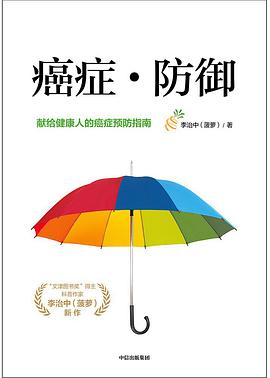 癌症·防御
献给健康人的癌症预防指南
李治中（菠萝）/ 著
“文津图书奖”得主
科普作家
李治中（菠萝）
新作
中信出版集团